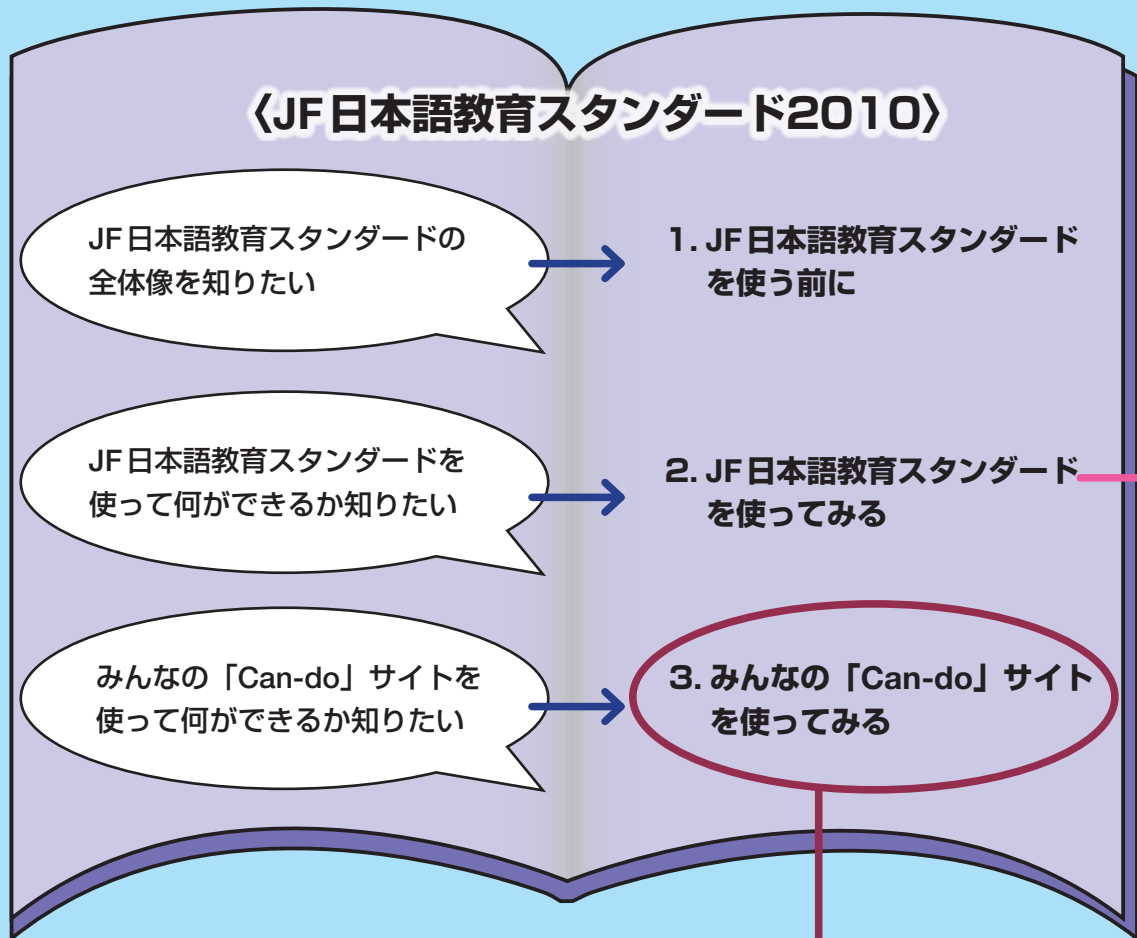 〈JF日本語教育スタンダード2010〉
JF日本語教育スタンダードの
全体像を知りたい
1. JF日本語教育スタンダード
を使う前に
JF日本語教育スタンダードを
使って何ができるか知りたい
2. JF日本語教育スタンダード
を使ってみる
みんなの「Can-do」サイトを
使って何ができるか知りたい
3. みんなの「Can-do」サイト
を使ってみる